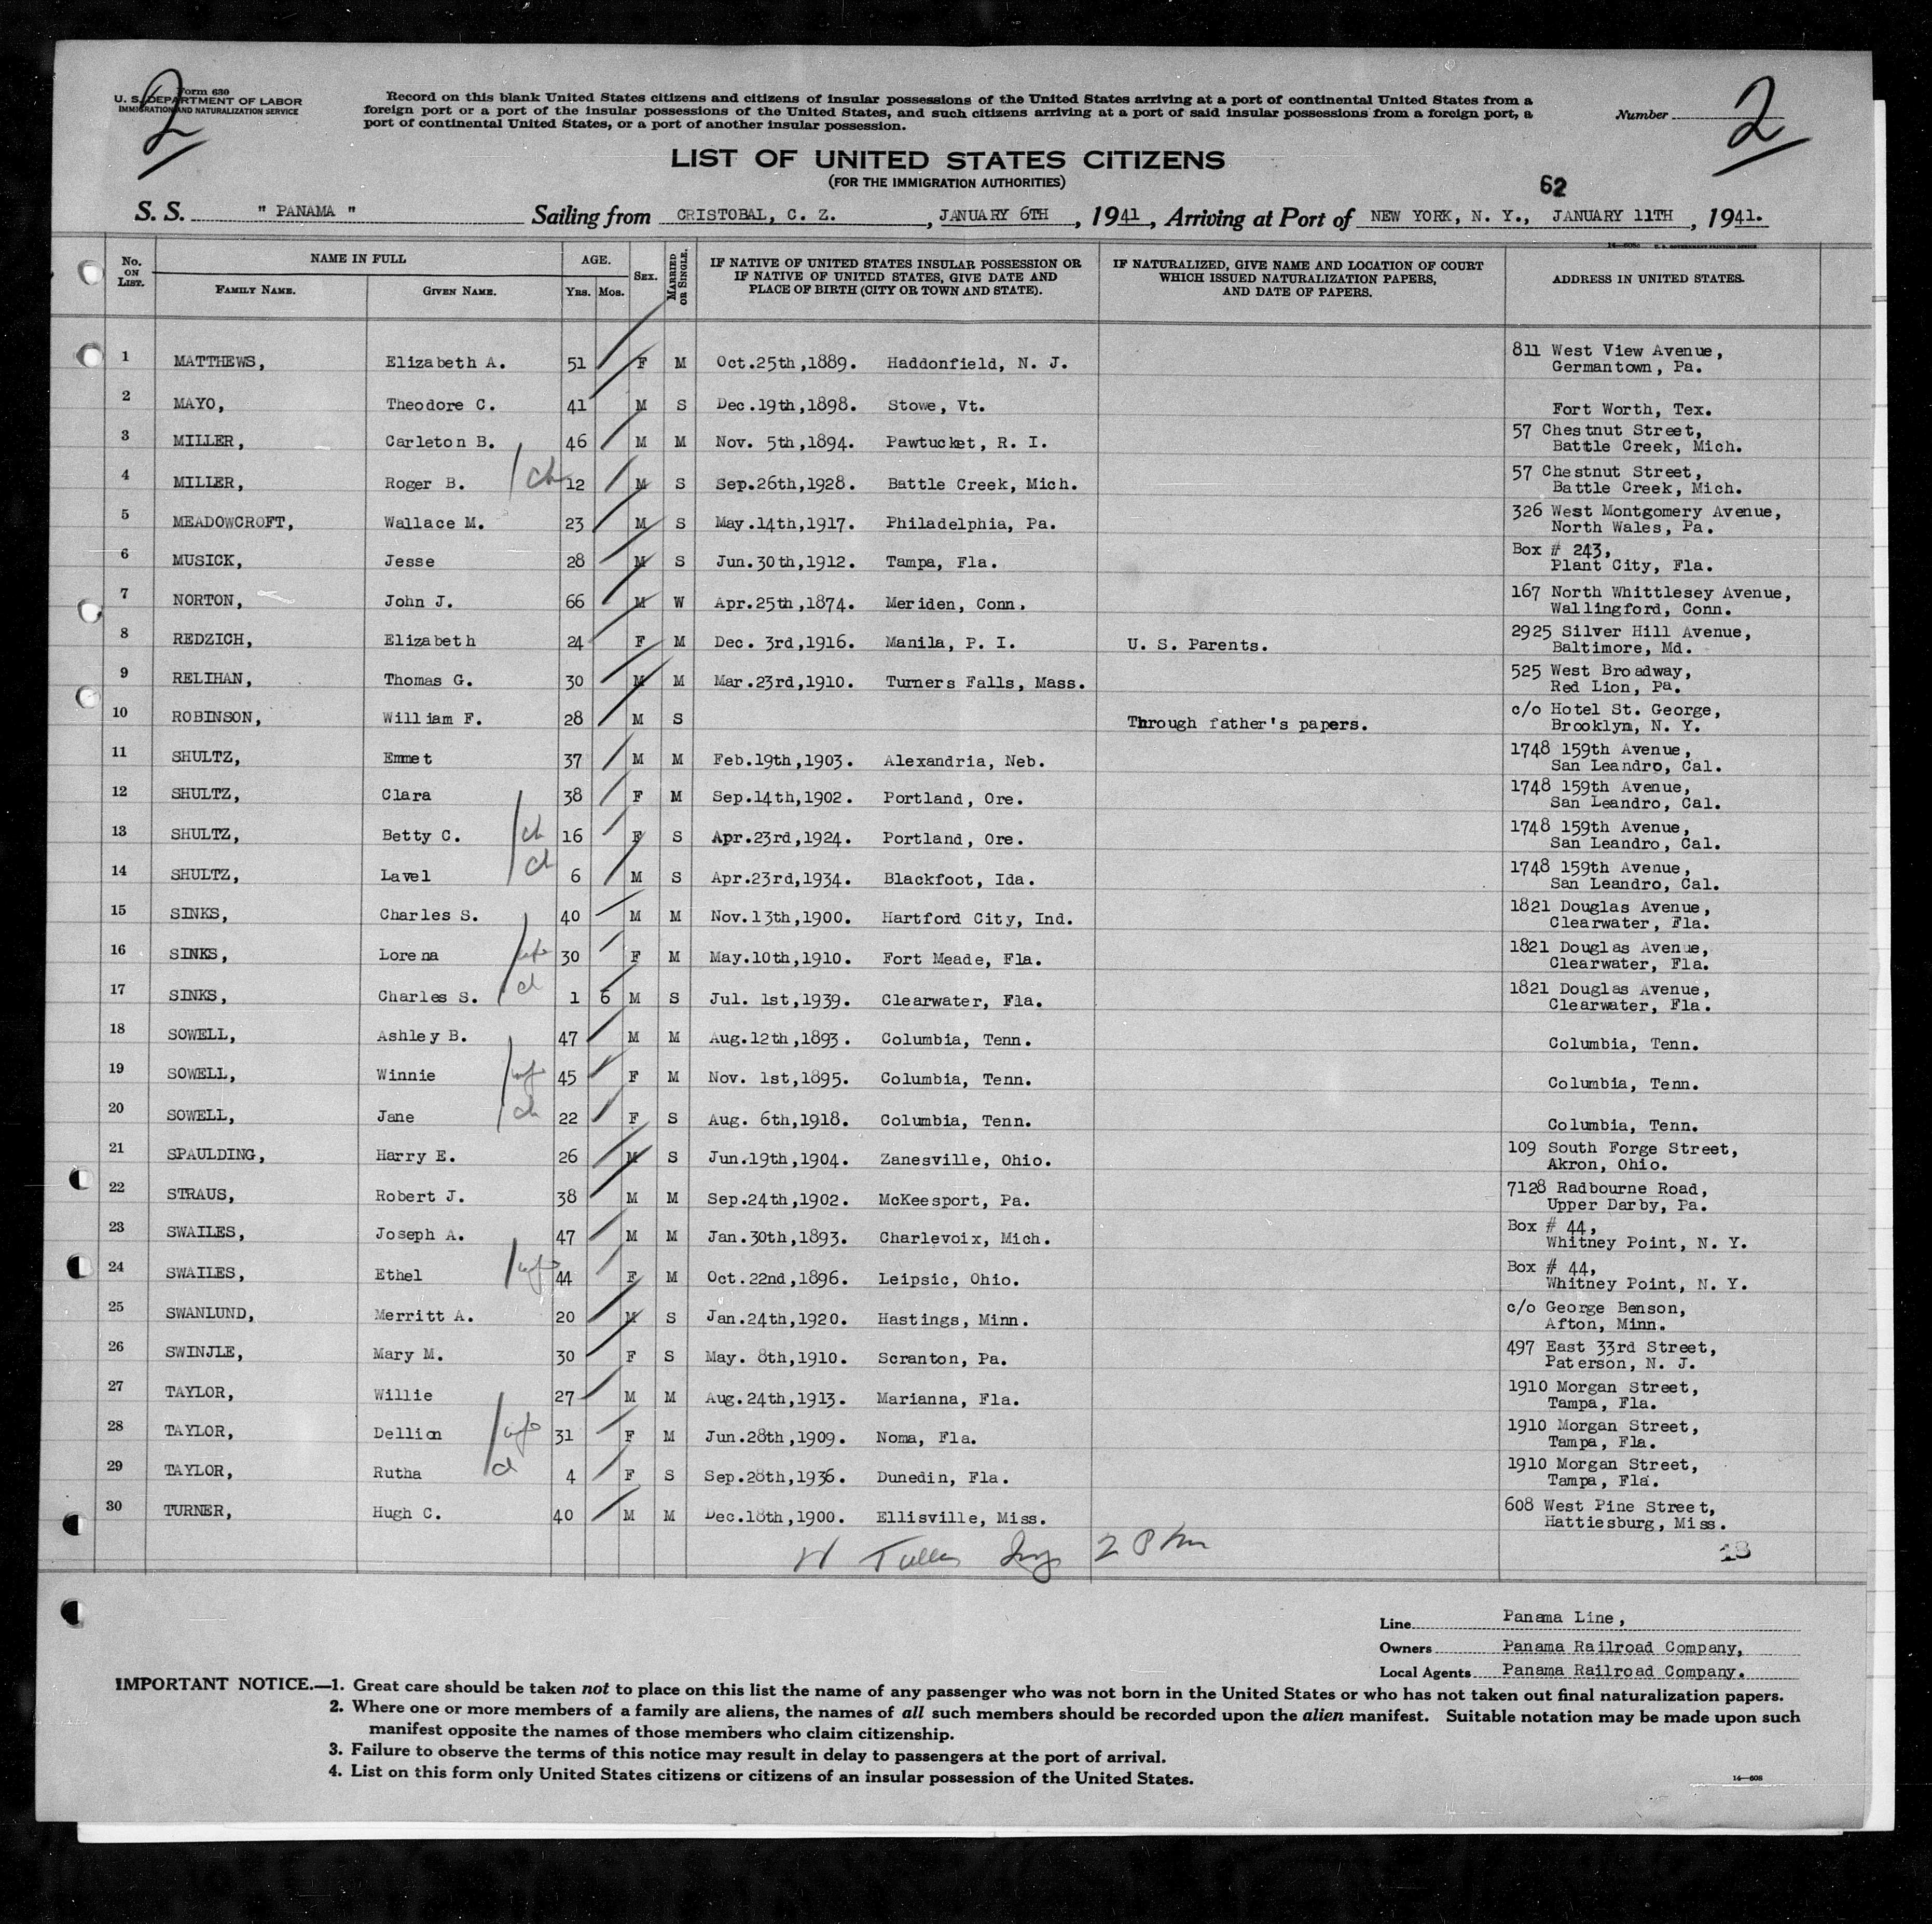 2
Form 630
U. S. DEPARTMENT OF LABOR
IMMIGRATION AND NATURALIZATION SERVICE
Record on this blank United States citizens and citizens of insular possessions of the United States arriving at a port of continental United States from a
foreign port or a port of the insular possessions of the United States, and such citizens arriving at a port of said insular possessions from a foreign port, a
port of continental United States, or a port of another insular possession.
Number 2
LIST OF UNITED STATES CITIZENS
(FOR THE IMMIGRATION AUTHORITIES)
62
S. S. " PANAMA " Sailing from CRISTOBAL, C. Z. , JANUARY 6TH , 1941, Arriving at Port of NEW YORK, N. Y., JANUARY 11TH , 1941.
No. ON LIST. NAME IN FULL FAMILY NAME. GIVEN NAME. AGE. YRS. MOS. SEX. MARRIED OR SINGLE. IF NATIVE OF UNITED STATES INSULAR POSSESSION OR IF NATIVE OF UNITED STATES, GIVE DATE AND PLACE OF BIRTH (CITY OR TOWN AND STATE). IF NATURALIZED, GIVE NAME AND LOCATION OF COURT WHICH ISSUED NATURALIZATION PAPERS, AND DATE OF PAPERS. ADDRESS IN UNITED STATES.
1 MATTHEWS, Elizabeth A. 51 F M Oct.25th,1889. Haddonfield, N. J. 811 West View Avenue, Germantown, Pa.
2 MAYO, Theodore C. 41 M S Dec.19th,1898. Stowe, Vt. Fort Worth, Tex.
3 MILLER, Carleton B. 46 M M Nov. 5th,1894. Pawtucket, R. I. 57 Chestnut Street, Battle Creek, Mich.
4 MILLER, Roger B. ch 12 M S Sep.26th,1928. Battle Creek, Mich. 57 Chestnut Street, Battle Creek, Mich.
5 MEADOWCROFT, Wallace M. 23 M S May.14th,1917. Philadelphia, Pa. 326 West Montgomery Avenue, North Wales, Pa.
6 MUSICK, Jesse 28 M S Jun.30th,1912. Tampa, Fla. Box # 243, Plant City, Fla.
7 NORTON, John J. 66 M W Apr.25th,1874. Meriden, Conn. 167 North Whittlesey Avenue, Wallingford, Conn.
8 REDZICH, Elizabeth 24 F M Dec. 3rd,1916. Manila, P. I. U. S. Parents. 2925 Silver Hill Avenue, Baltimore, Md.
9 RELIHAN, Thomas G. 30 M M Mar.23rd,1910. Turners Falls, Mass. 525 West Broadway, Red Lion, Pa.
10 ROBINSON, William F. 28 M S Through father's papers. c/o Hotel St. George, Brooklyn, N. Y.
11 SHULTZ, Emmet 37 M M Feb.19th,1903. Alexandria, Neb. 1748 159th Avenue, San Leandro, Cal.
12 SHULTZ, Clara 38 F M Sep.14th,1902. Portland, Ore. 1748 159th Avenue, San Leandro, Cal.
13 SHULTZ, Betty C. ch 16 F S Apr.23rd,1924. Portland, Ore. 1748 159th Avenue, San Leandro, Cal.
14 SHULTZ, Lavel ch 6 M S Apr.23rd,1934. Blackfoot, Ida. 1748 159th Avenue, San Leandro, Cal.
15 SINKS, Charles S. 40 M M Nov.13th,1900. Hartford City, Ind. 1821 Douglas Avenue, Clearwater, Fla.
16 SINKS, Lorena wife 30 F M May.10th,1910. Fort Meade, Fla. 1821 Douglas Avenue, Clearwater, Fla.
17 SINKS, Charles S. ch 1 6 M S Jul. 1st,1939. Clearwater, Fla. 1821 Douglas Avenue, Clearwater, Fla.
18 SOWELL, Ashley B. 47 M M Aug.12th,1893. Columbia, Tenn. Columbia, Tenn.
19 SOWELL, Winnie wife 45 F M Nov. 1st,1895. Columbia, Tenn. Columbia, Tenn.
20 SOWELL, Jane ch 22 F S Aug. 6th,1918. Columbia, Tenn. Columbia, Tenn.
21 SPAULDING, Harry E. 26 M S Jun.19th,1904. Zanesville, Ohio. 109 South Forge Street, Akron, Ohio.
22 STRAUS, Robert J. 38 M M Sep.24th,1902. McKeesport, Pa. 7128 Radbourne Road, Upper Darby, Pa.
23 SWAILES, Joseph A. 47 M M Jan.30th,1893. Charlevoix, Mich. Box # 44, Whitney Point, N. Y.
24 SWAILES, Ethel wife 44 F M Oct.22nd,1896. Leipsic, Ohio. Box # 44, Whitney Point, N. Y.
25 SWANLUND, Merritt A. 20 M S Jan.24th,1920. Hastings, Minn. c/o George Benson, Afton, Minn.
26 SWINJLE, Mary M. 30 F S May. 8th,1910. Scranton, Pa. 497 East 33rd Street, Paterson, N. J.
27 TAYLOR, Willie 27 M M Aug.24th,1913. Marianna, Fla. 1910 Morgan Street, Tampa, Fla.
28 TAYLOR, Dellion wife 31 F M Jun.28th,1909. Noma, Fla. 1910 Morgan Street, Tampa, Fla.
29 TAYLOR, Rutha ch 4 F S Sep.28th,1936. Dunedin, Fla. 1910 Morgan Street, Tampa, Fla.
30 TURNER, Hugh C. 40 M M Dec.18th,1900. Ellisville, Miss. 608 West Pine Street, Hattiesburg, Miss.
Line Panama Line,
Owners Panama Railroad Company,
Local Agents Panama Railroad Company.
IMPORTANT NOTICE.—1. Great care should be taken not to place on this list the name of any passenger who was not born in the United States or who has not taken out final naturalization papers.
2. Where one or more members of a family are aliens, the names of all such members should be recorded upon the alien manifest. Suitable notation may be made upon such
manifest opposite the names of those members who claim citizenship.
3. Failure to observe the terms of this notice may result in delay to passengers at the port of arrival.
4. List on this form only United States citizens or citizens of an insular possession of the United States.
14—608